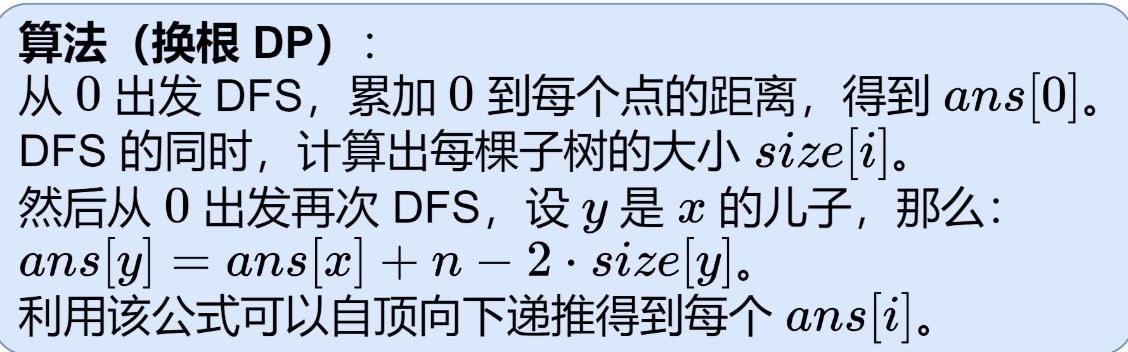 算法（换根 DP）：
从 0 出发 DFS，累加 0 到每个点的距离，得到 ans[0]。
DFS 的同时，计算出每棵子树的大小 size[i]。
然后从 0 出发再次 DFS，设 y 是 x 的儿子，那么：
ans[y] = ans[x] + n − 2 · size[y]。
利用该公式可以自顶向下递推得到每个 ans[i]。